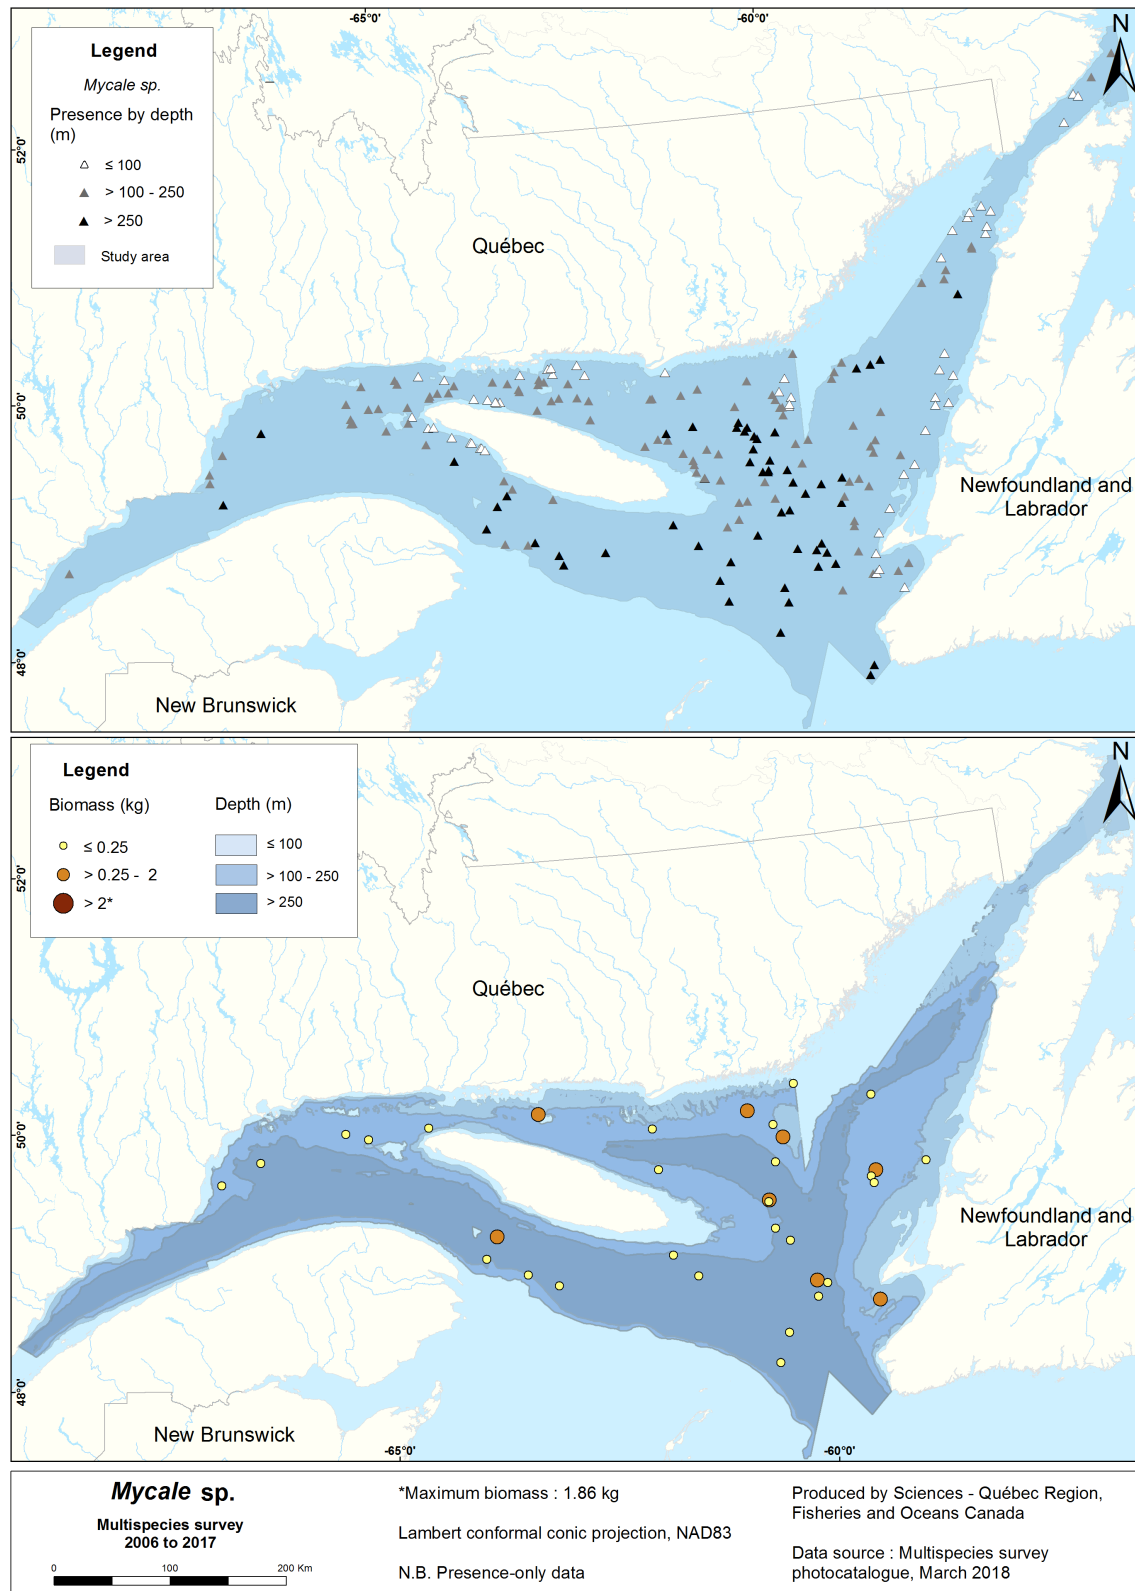 -65°0'
-60°0'
N
Legend
Mycale sp.
Presence by depth
(m)
≤ 100
> 100 - 250
> 250
Study area
52°0'
Québec
50°0'
Newfoundland and
Labrador
48°0'
New Brunswick
N
Legend
Biomass (kg)
Depth (m)
≤ 0.25
> 0.25 - 2
> 2*
≤ 100
> 100 - 250
> 250
52°0'
Québec
50°0'
Newfoundland and
Labrador
48°0'
New Brunswick
-65°0'
-60°0'
Mycale sp.
Multispecies survey
2006 to 2017
0 100 200 Km
*Maximum biomass : 1.86 kg
Lambert conformal conic projection, NAD83
N.B. Presence-only data
Produced by Sciences - Québec Region,
Fisheries and Oceans Canada
Data source : Multispecies survey
photocatalogue, March 2018